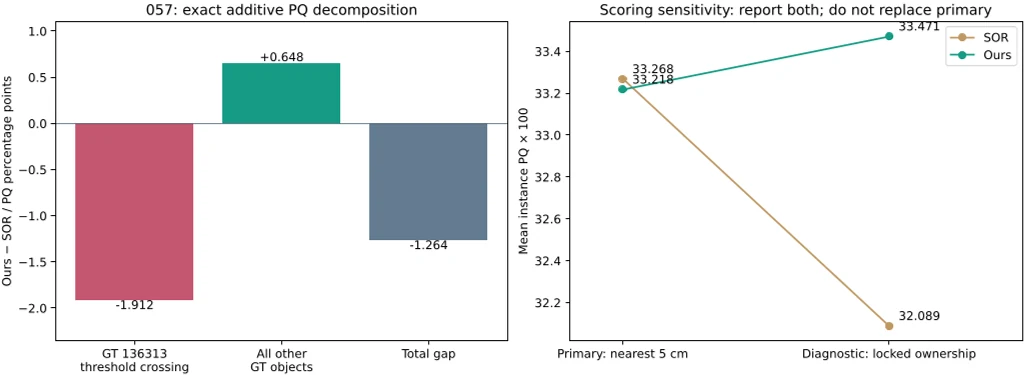 057: exact additive PQ decomposition
Ours − SOR / PQ percentage points
1.0
0.5
0.0
−0.5
−1.0
−1.5
−2.0
+0.648
-1.264
-1.912
GT 136313
threshold crossing
All other
GT objects
Total gap
Scoring sensitivity: report both; do not replace primary
Mean instance PQ × 100
33.4
33.2
33.0
32.8
32.6
32.4
32.2
33.268
33.218
33.471
32.089
SOR
Ours
Primary: nearest 5 cm
Diagnostic: locked ownership